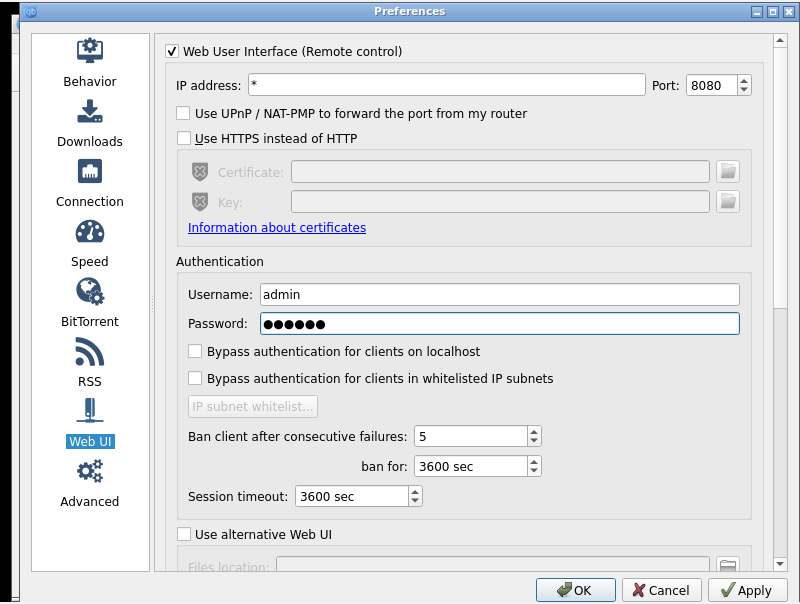 Preferences
Behavior
Downloads
Connection
Speed
BitTorrent
RSS
Web UI
Advanced
Web User Interface (Remote control)
IP address: * Port: 8080
Use UPnP / NAT-PMP to forward the port from my router
Use HTTPS instead of HTTP
Certificate:
Key:
Information about certificates
Authentication
Username: admin
Password: ●●●●●●
Bypass authentication for clients on localhost
Bypass authentication for clients in whitelisted IP subnets
IP subnet whitelist...
Ban client after consecutive failures: 5
ban for: 3600 sec
Session timeout: 3600 sec
Use alternative Web UI
Files location:
OK Cancel Apply